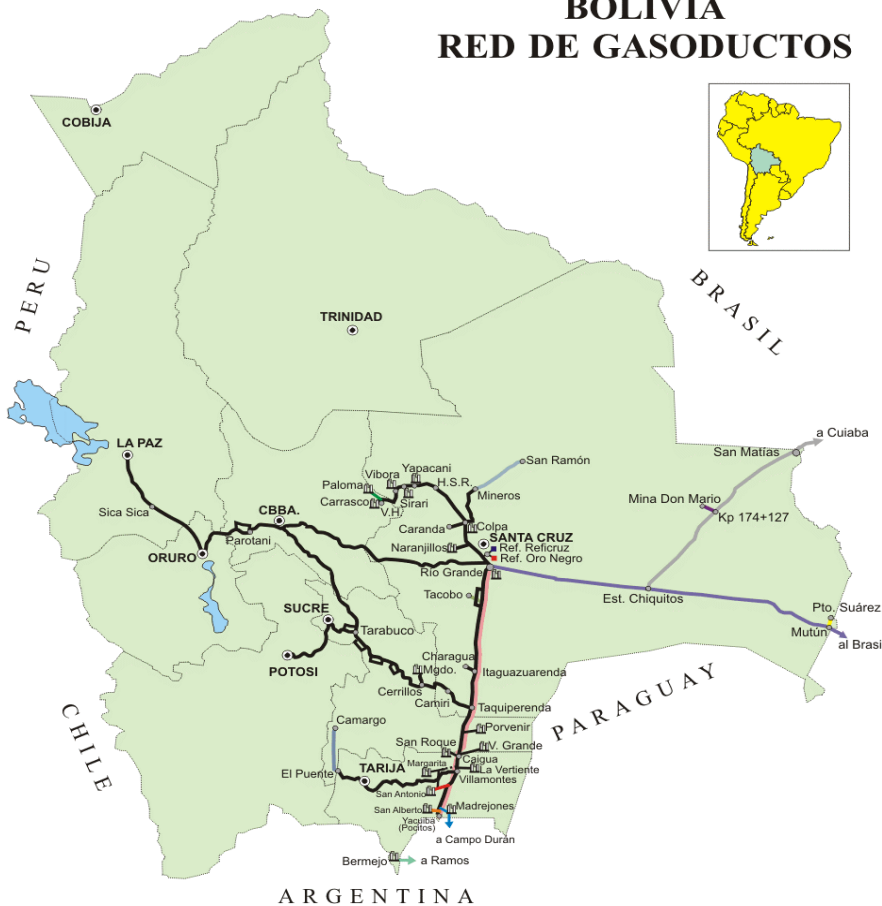 BOLIVIA
RED DE GASODUCTOS
COBIJA
PERU
BRASIL
TRINIDAD
a Cuiaba
LA PAZ
San Matías
Yapacani
Vibora
San Ramón
Paloma
H.S.R.
Mineros
Carrasco
V.H.
Sirari
Mina Don Mario
Kp 174+127
Sica Sica
CBBA.
Caranda
Colpa
Parotani
SANTA CRUZ
Naranjillos
Ref. Reficruz
ORURO
Ref. Oro Negro
Rio Grande
Tacobo
Est. Chiquitos
SUCRE
Pto. Suárez
Tarabuco
Mutún
al Brasi
Charagua
POTOSI
Mgdo.
Itaguazuarenda
Cerrillos
Camiri
Taquiperenda
PARAGUAY
CHILE
Camargo
Porvenir
San Roque
V. Grande
Caigua
Margarita
La Vertiente
El Puente
TARIJA
Villamontes
San Antonio
San Alberto
Madrejones
Yacuiba
(Pocitos)
a Campo Durán
Bermejo
a Ramos
ARGENTINA